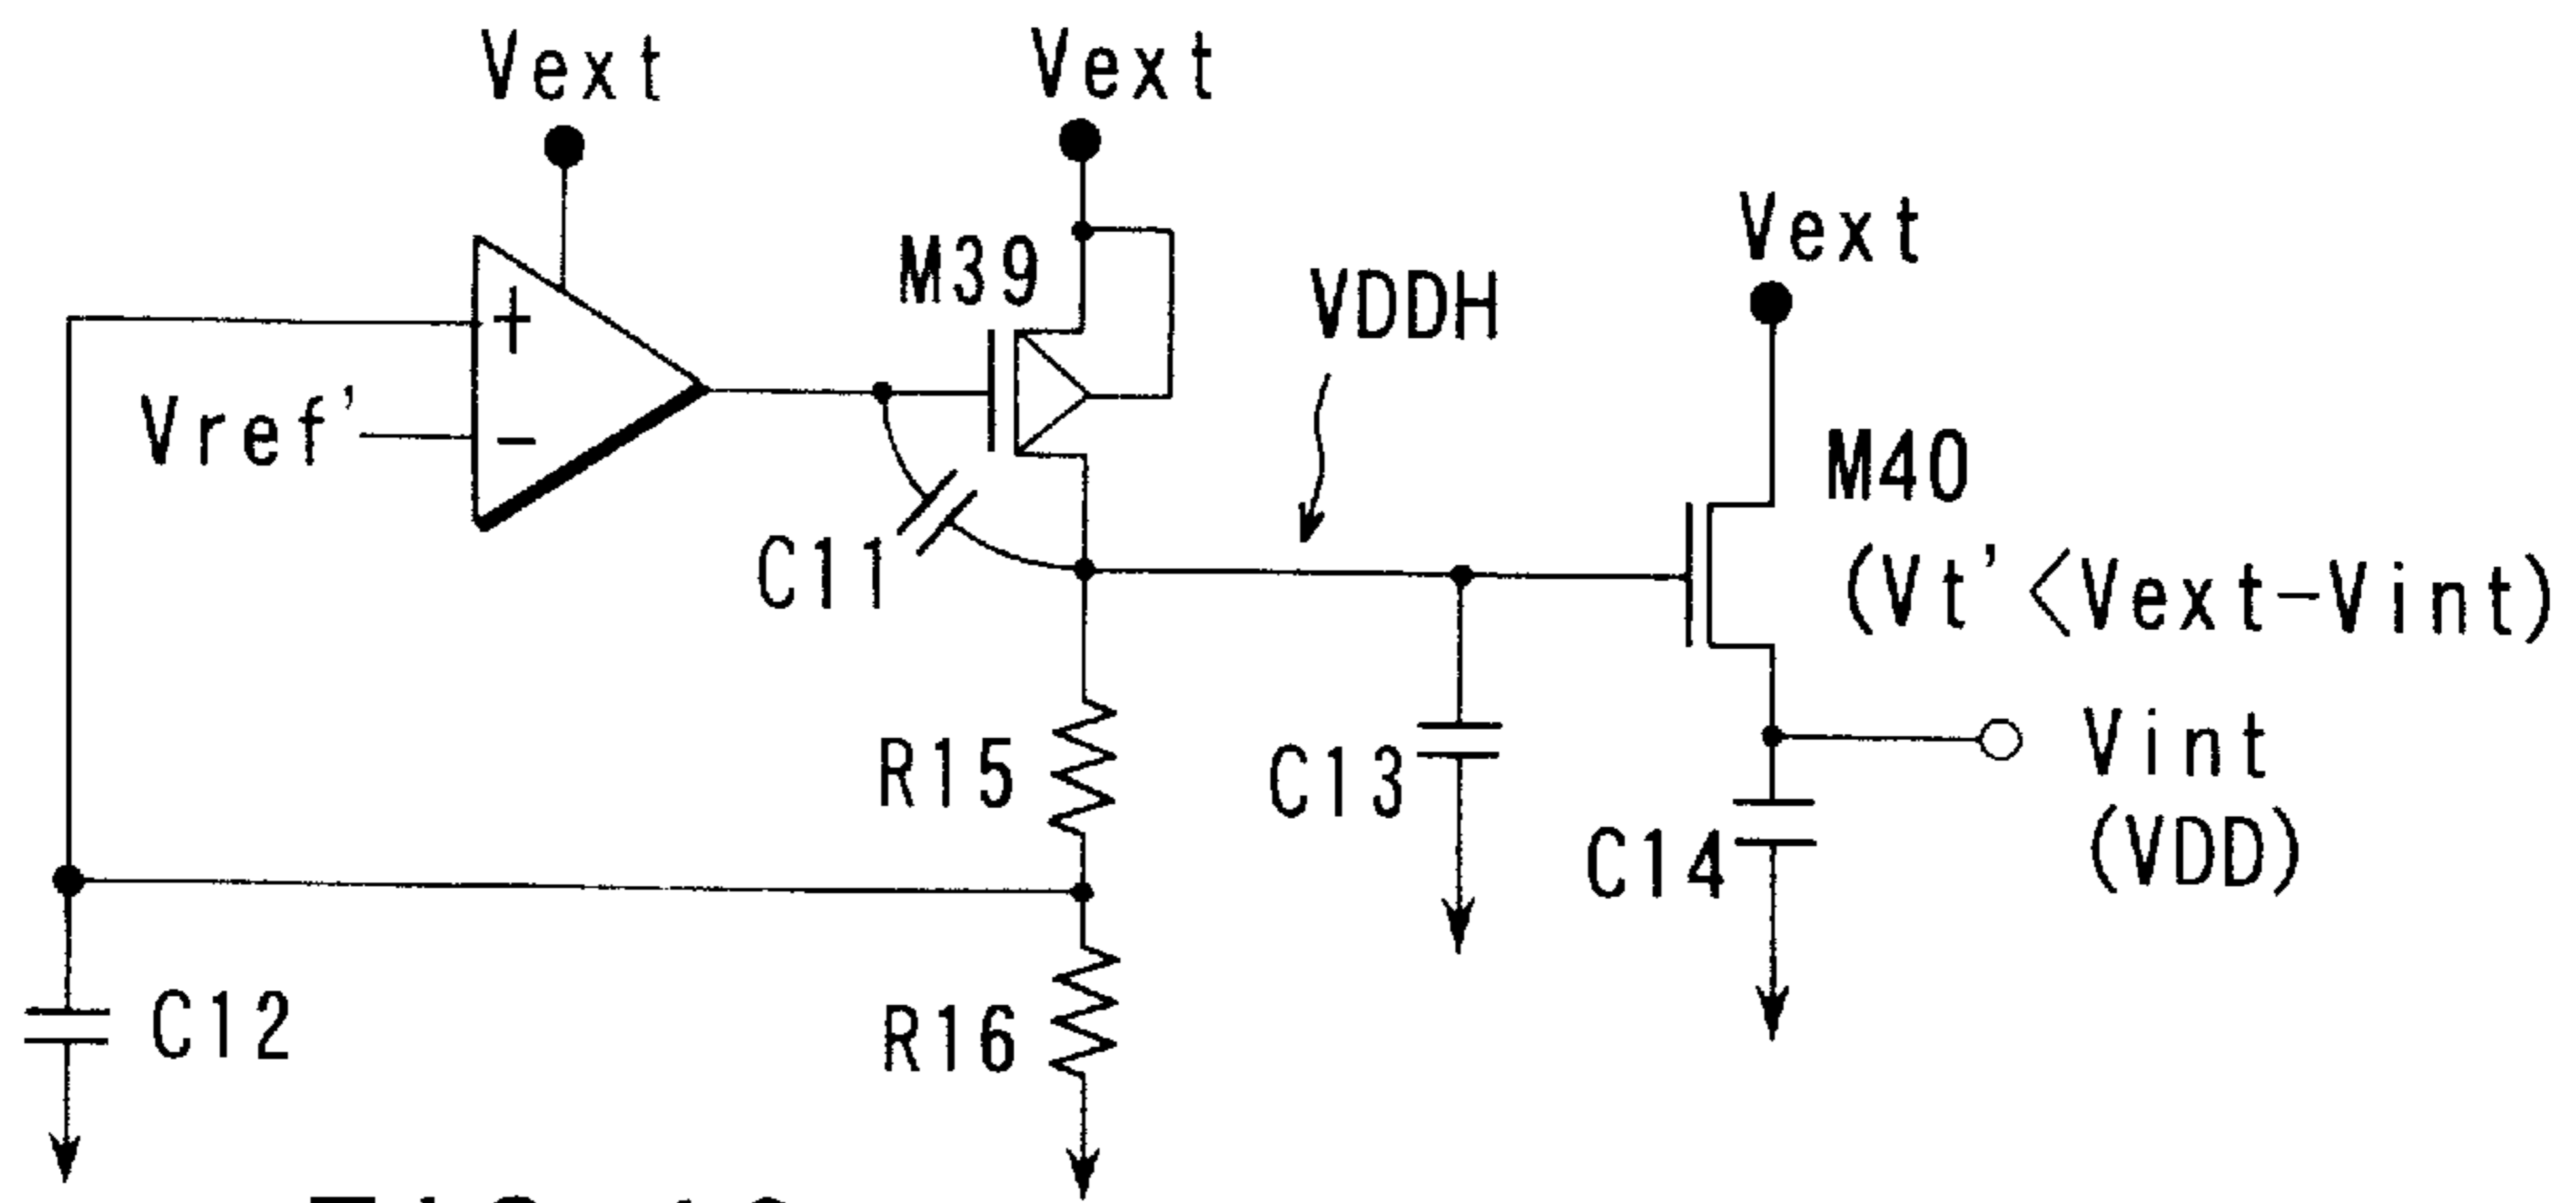 Vext
Vext
Vext
M39
VDDH
+
Vref'
-
M40
(Vt'<Vext-Vint)
C11
R15
C13
Vint
(VDD)
C14
C12
R16